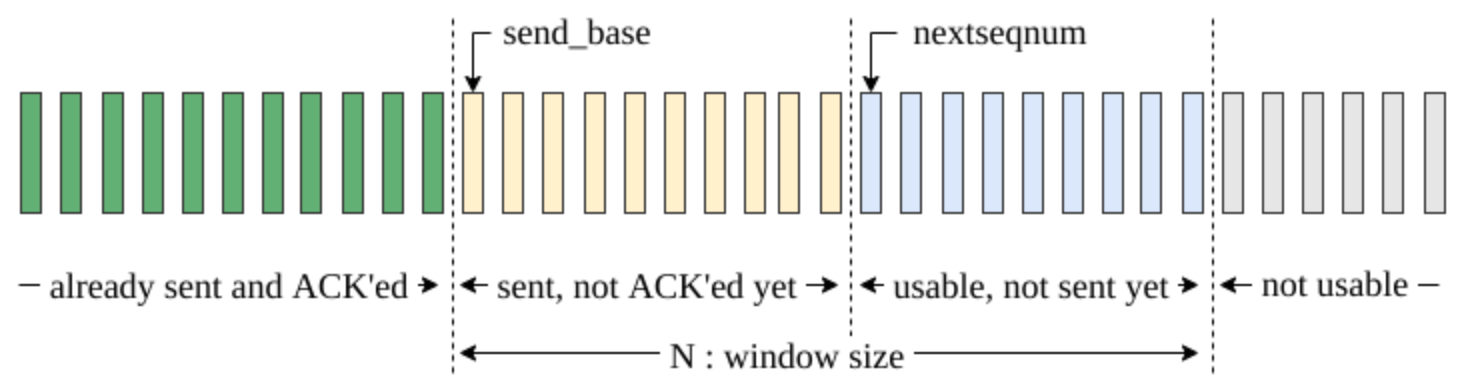 send_base
nextseqnum
already sent and ACK'ed
sent, not ACK'ed yet
usable, not sent yet
not usable
N : window size